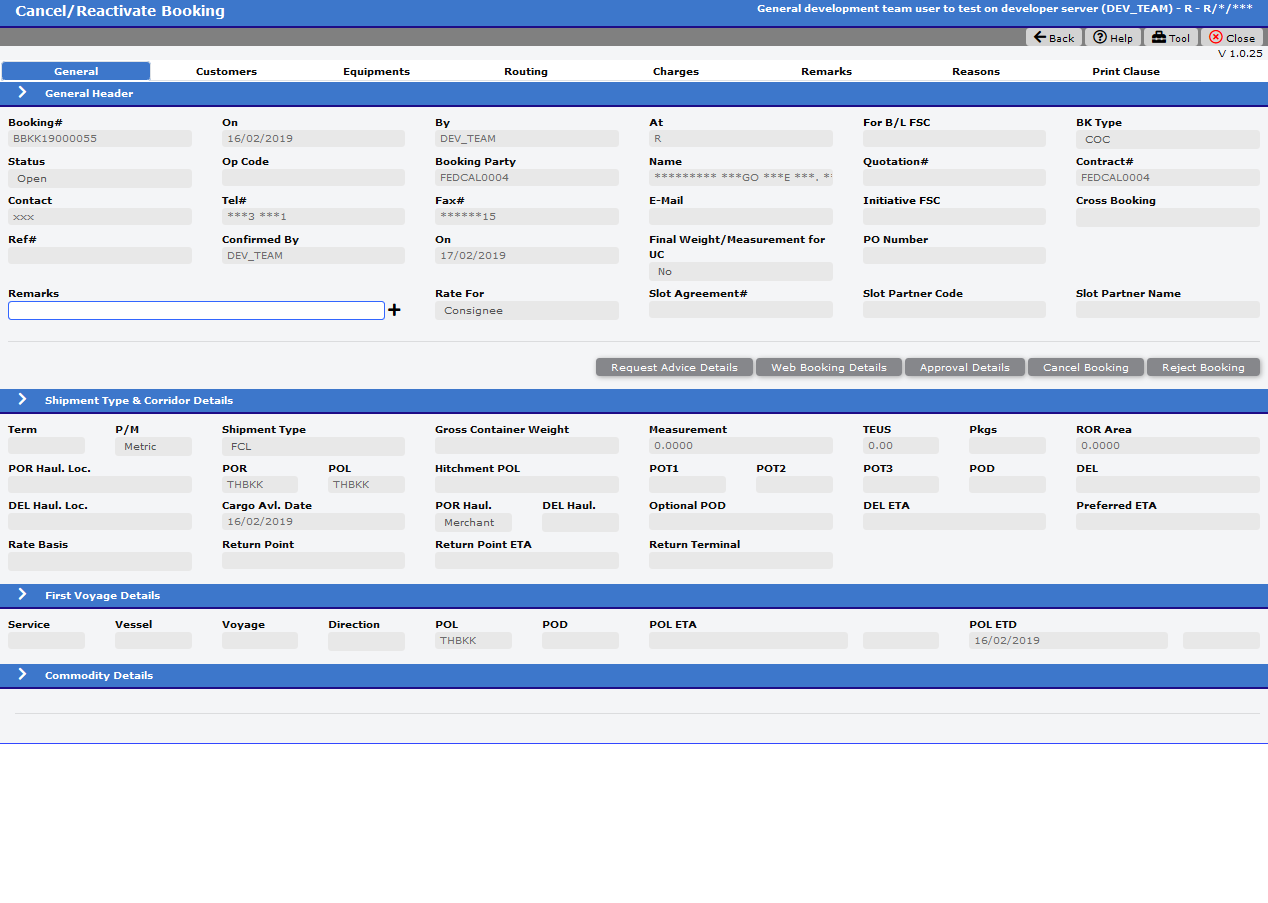 Cancel/Reactivate Booking
General development team user to test on developer server (DEV_TEAM) - R - R/*/***
Back Help Tool Close
V 1.0.25
General Customers Equipments Routing Charges Remarks Reasons Print Clause
General Header
Booking# On By At For B/L FSC BK Type
BBKK19000055 16/02/2019 DEV_TEAM R COC
Status Op Code Booking Party Name Quotation# Contract#
Open FEDCAL0004 ********* ***GO ***E ***. ** FEDCAL0004
Contact Tel# Fax# E-Mail Initiative FSC Cross Booking
xxx ***3 ***1 ******15
Ref# Confirmed By On Final Weight/Measurement for UC PO Number
DEV_TEAM 17/02/2019 No
Remarks Rate For Slot Agreement# Slot Partner Code Slot Partner Name
Consignee
Request Advice Details Web Booking Details Approval Details Cancel Booking Reject Booking
Shipment Type & Corridor Details
Term P/M Shipment Type Gross Container Weight Measurement TEUS Pkgs ROR Area
Metric FCL 0.0000 0.00 0.0000
POR Haul. Loc. POR POL Hitchment POL POT1 POT2 POT3 POD DEL
THBKK THBKK
DEL Haul. Loc. Cargo Avl. Date POR Haul. DEL Haul. Optional POD DEL ETA Preferred ETA
16/02/2019 Merchant
Rate Basis Return Point Return Point ETA Return Terminal
First Voyage Details
Service Vessel Voyage Direction POL POD POL ETA POL ETD
THBKK 16/02/2019
Commodity Details